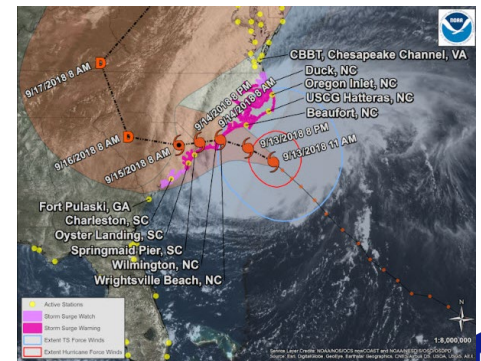 NOAA
CBBT, Chesapeake Channel, VA
Duck, NC
Oregon Inlet, NC
USCG Hatteras, NC
Beaufort, NC
9/17/2018 8 AM
9/16/2018 8 AM
9/15/2018 8 AM
9/14/2018 8 PM
9/14/2018 8 AM
9/13/2018 8 PM
9/13/2018 11 AM
Fort Pulaski, GA
Charleston, SC
Oyster Landing, SC
Springmaid Pier, SC
Wilmington, NC
Wrightsville Beach, NC
Active Stations
Storm Surge Watch
Storm Surge Warning
Extent TS Force Winds
Extent Hurricane Force Winds
N
1:8,000,000